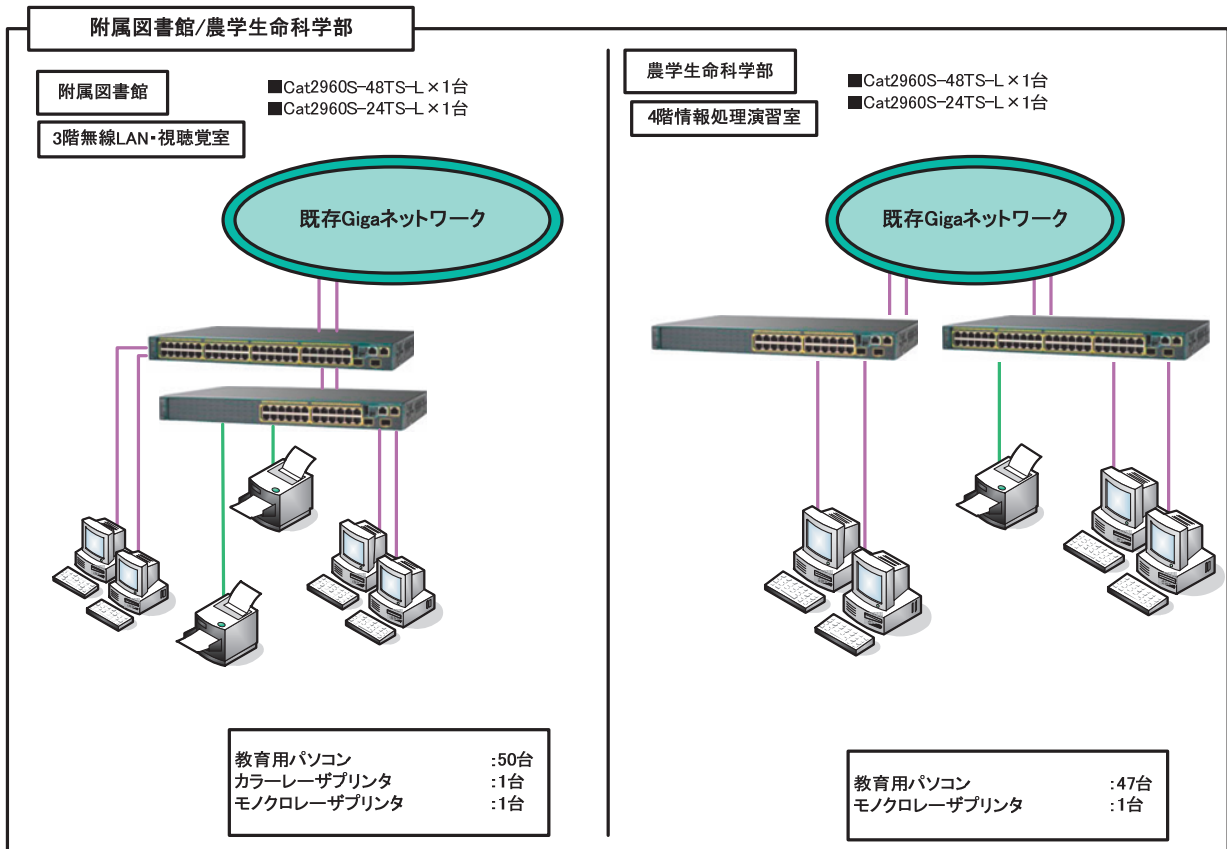 附属図書館/農学生命科学部
附属図書館
3階無線LAN・視聴覚室
■Cat2960S-48TS-L×1台
■Cat2960S-24TS-L×1台
既存Gigaネットワーク
教育用パソコン :50台
カラーレーザプリンタ :1台
モノクロレーザプリンタ :1台
農学生命科学部
4階情報処理演習室
■Cat2960S-48TS-L×1台
■Cat2960S-24TS-L×1台
既存Gigaネットワーク
教育用パソコン :47台
モノクロレーザプリンタ :1台